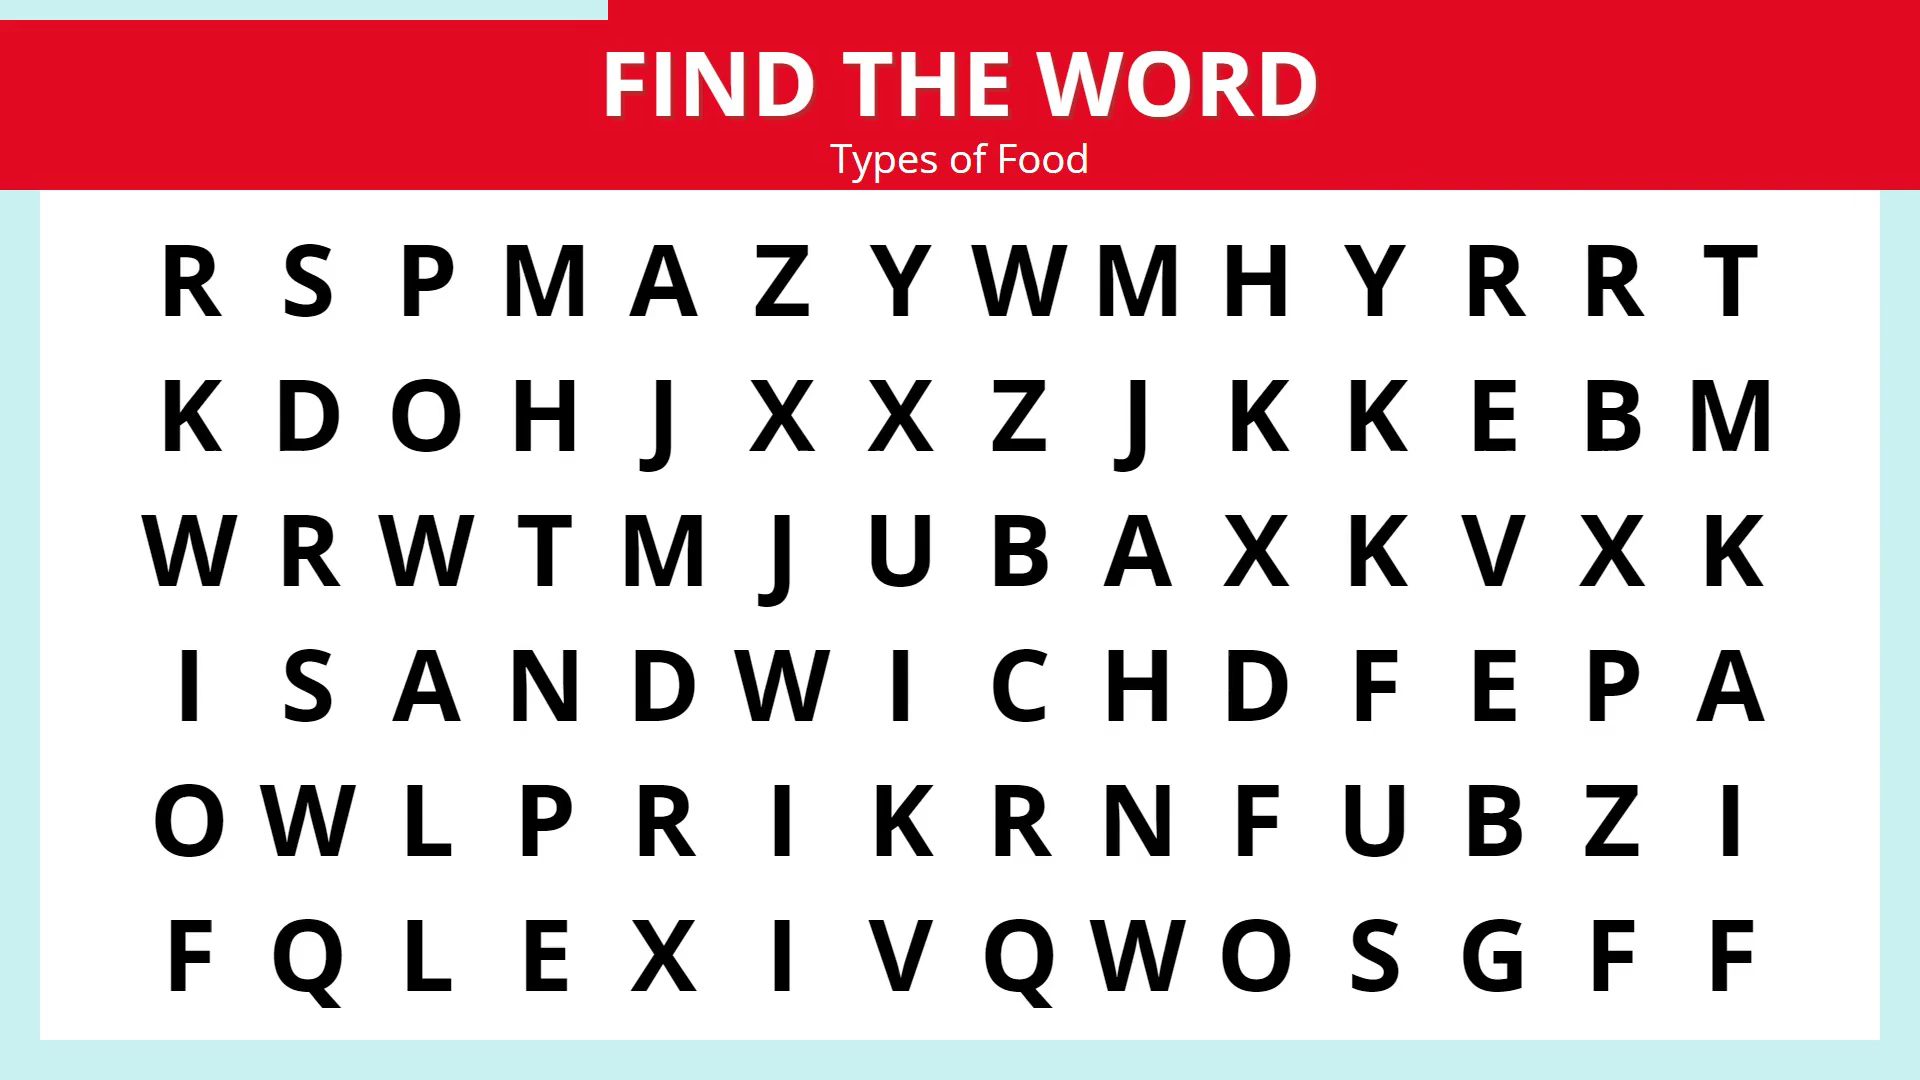 FIND THE WORD
Types of Food
R S P M A Z Y W M H Y R R T
K D O H J X X Z J K K E B M
W R W T M J U B A X K V X K
I S A N D W I C H D F E P A
O W L P R I K R N F U B Z I
F Q L E X I V Q W O S G F F